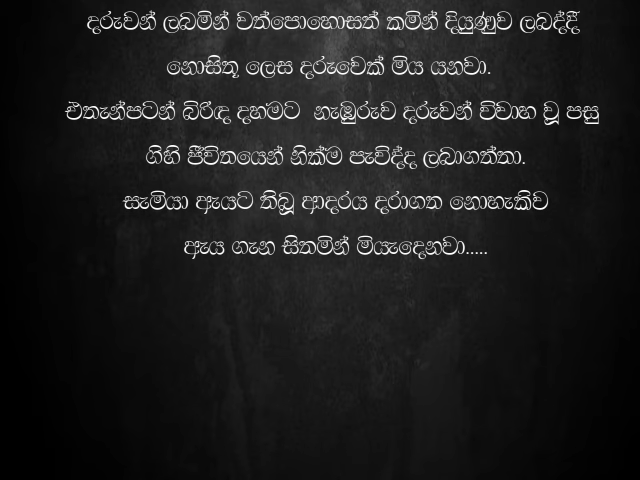 දරුවන් ලබමින් වත්පොහොසත් කමින් දියුණුව ලබද්දී
නොසිතූ ලෙස දරුවෙක් මිය යනවා.
එතැන්පටන් බිරිඳ දහමට නැඹුරුව දරුවන් විවාහ වූ පසු
ගිහි ජීවිතයෙන් නික්ම පැවිද්ද ලබාගත්තා.
සැමියා ඇයට තිබූ ආදරය දරාගත නොහැකිව
ඇය ගැන සිතමින් මියැදෙනවා.....